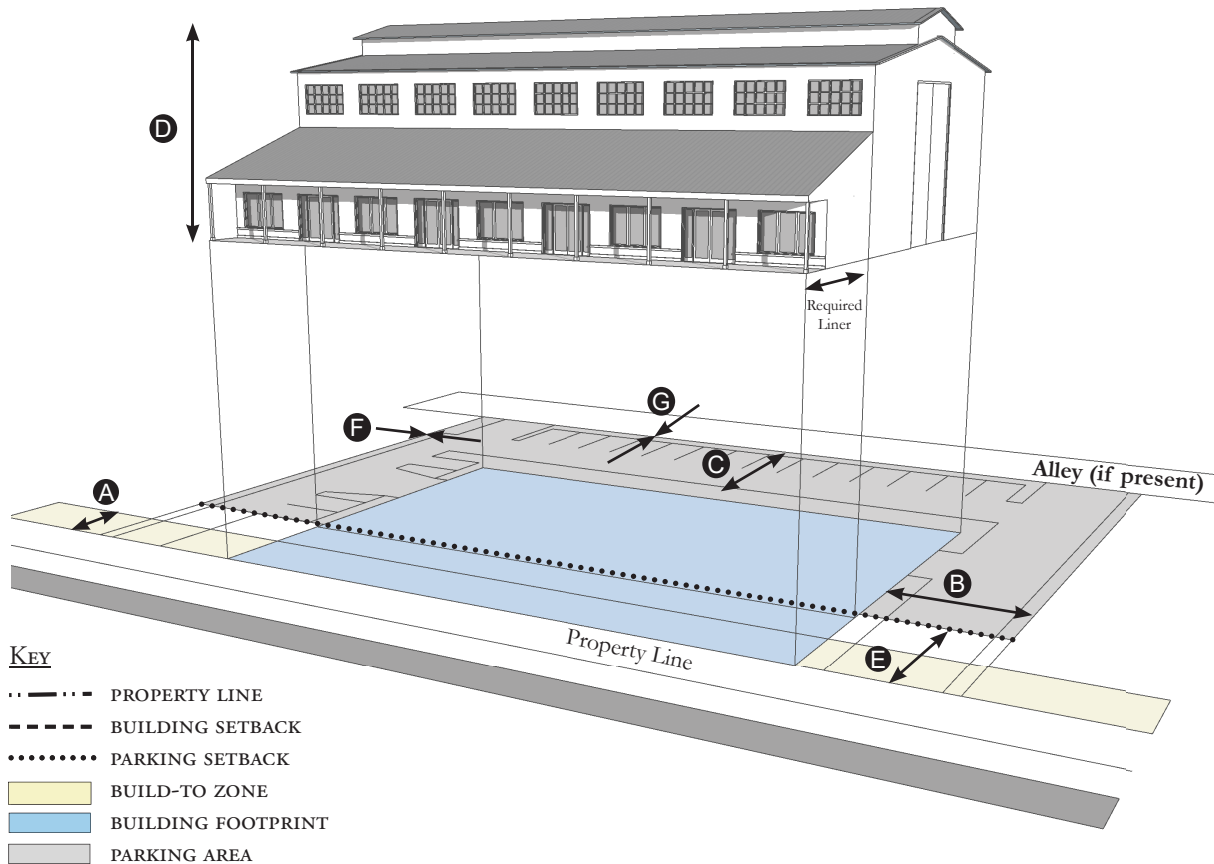 D
Required
Liner
G
F
C
Alley (if present)
A
B
Property Line
E
KEY
PROPERTY LINE
BUILDING SETBACK
PARKING SETBACK
BUILD-TO ZONE
BUILDING FOOTPRINT
PARKING AREA